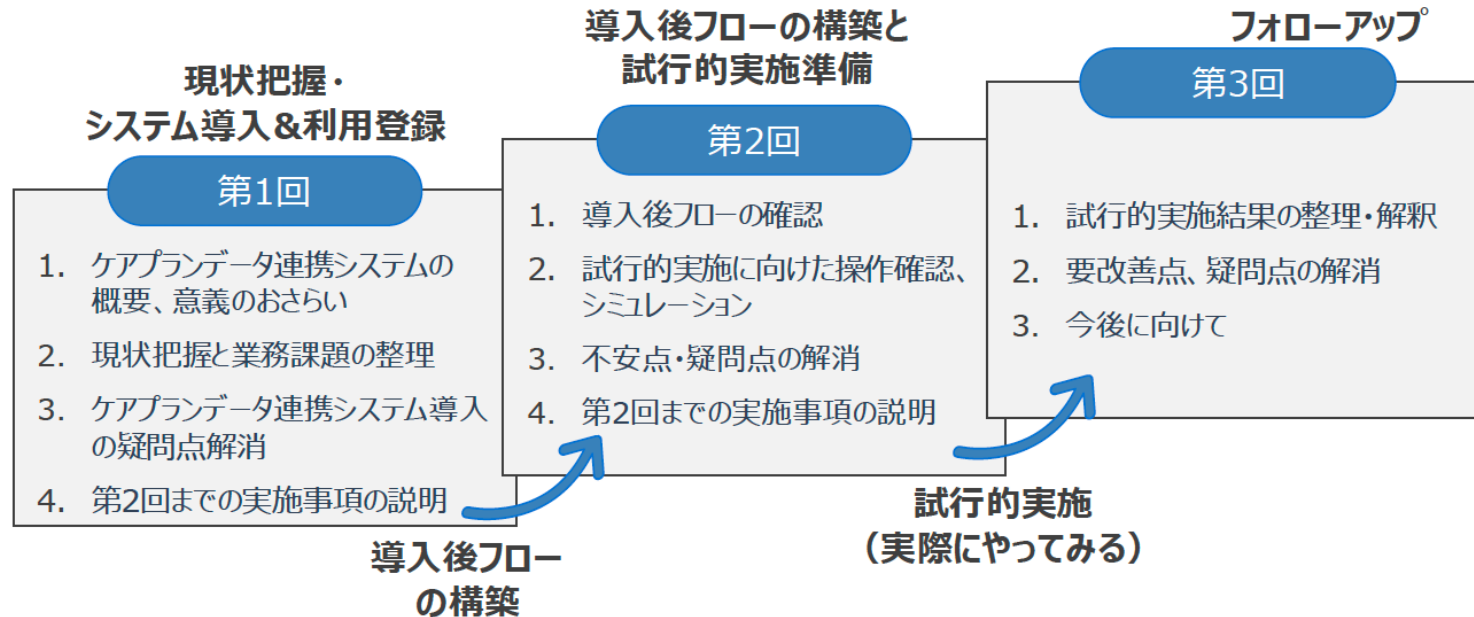 現状把握・
システム導入&利用登録
第1回
1. ケアプランデータ連携システムの
概要、意義のおさらい
2. 現状把握と業務課題の整理
3. ケアプランデータ連携システム導入
の疑問点解消
4. 第2回までの実施事項の説明
導入後フロー
の構築
導入後フローの構築と
試行的実施準備
第2回
1. 導入後フローの確認
2. 試行的実施に向けた操作確認、
シミュレーション
3. 不安点・疑問点の解消
4. 第2回までの実施事項の説明
試行的実施
（実際にやってみる）
フォローアップ
第3回
1. 試行的実施結果の整理・解釈
2. 要改善点、疑問点の解消
3. 今後に向けて